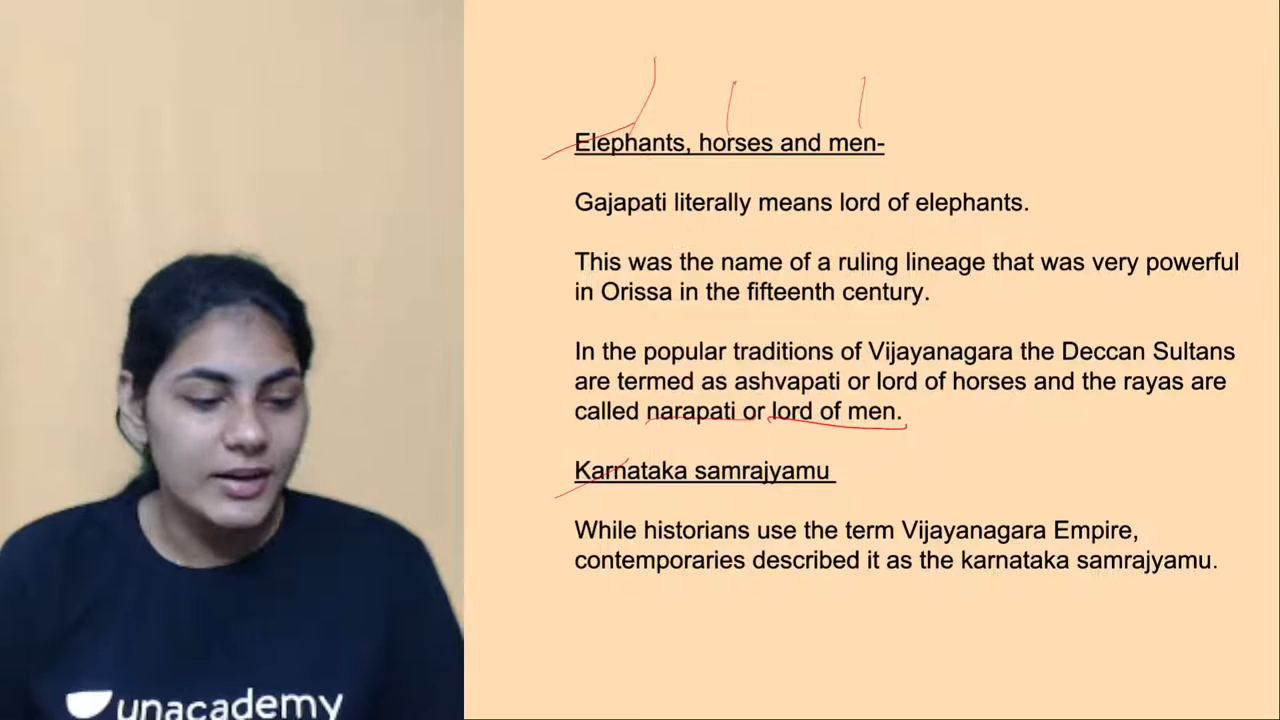 Elephants, horses and men-
Gajapati literally means lord of elephants.
This was the name of a ruling lineage that was very powerful
in Orissa in the fifteenth century.
In the popular traditions of Vijayanagara the Deccan Sultans
are termed as ashvapati or lord of horses and the rayas are
called narapati or lord of men.
Karnataka samrajyamu
While historians use the term Vijayanagara Empire,
contemporaries described it as the karnataka samrajyamu.
unacademy